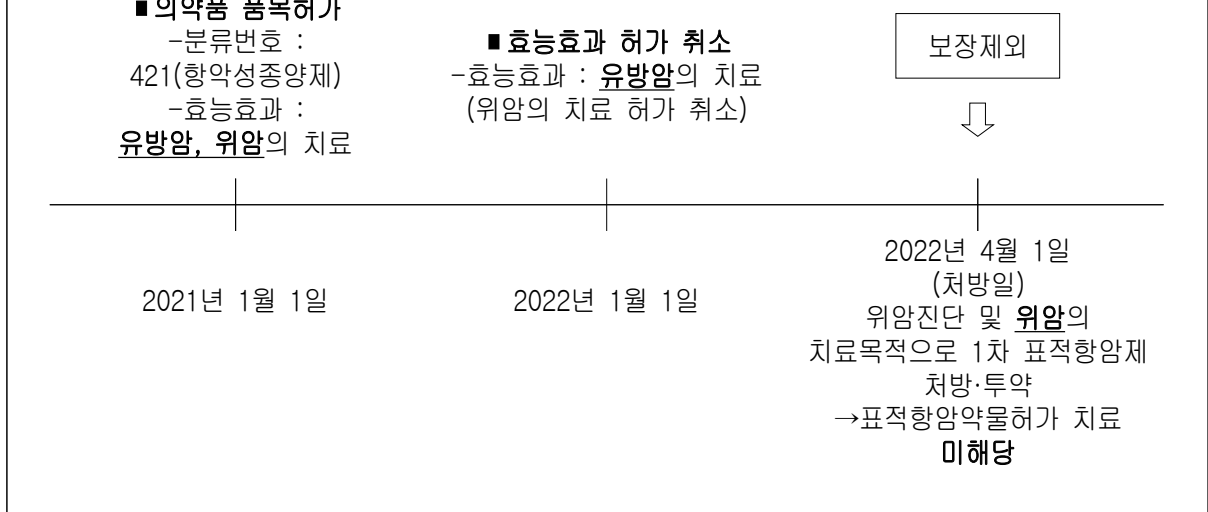 ■의약품 품목허가
-분류번호 :
421(항악성종양제)
-효능효과 :
유방암, 위암의 치료
■효능효과 허가 취소
-효능효과 : 유방암의 치료
(위암의 치료 허가 취소)
보장제외
2021년 1월 1일
2022년 1월 1일
2022년 4월 1일
(처방일)
위암진단 및 위암의
치료목적으로 1차 표적항암제
처방·투약
→표적항암약물허가 치료
미해당